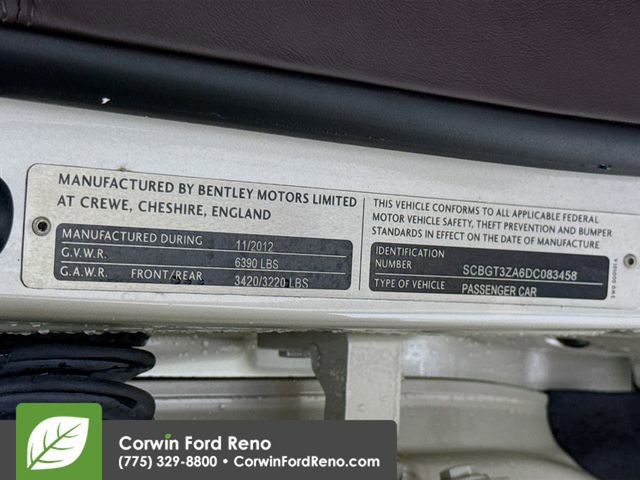 MANUFACTURED BY BENTLEY MOTORS LIMITED
AT CREWE, CHESHIRE, ENGLAND
MANUFACTURED DURING 11/2012
G.V.W.R. 6390 LBS
G.A.W.R. FRONT/REAR 3420/3220 LBS
THIS VEHICLE CONFORMS TO ALL APPLICABLE FEDERAL
MOTOR VEHICLE SAFETY, THEFT PREVENTION AND BUMPER
STANDARDS IN EFFECT ON THE DATE OF MANUFACTURE
IDENTIFICATION
NUMBER SCBGT3ZA6DC083458
TYPE OF VEHICLE PASSENGER CAR
Corwin Ford Reno
(775) 329-8800 • CorwinFordReno.com